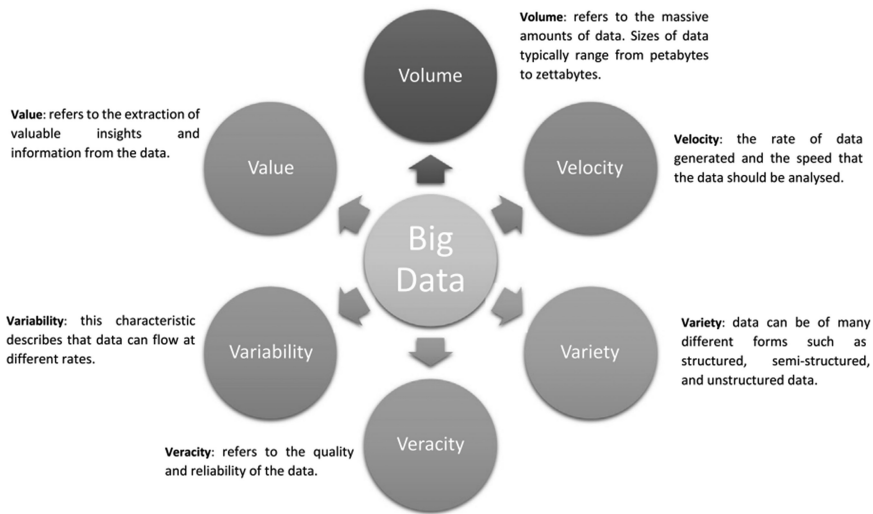 Volume: refers to the massive
amounts of data. Sizes of data
typically range from petabytes
to zettabytes.
Volume
Value: refers to the extraction of
valuable insights and
information from the data.
Value
Velocity
Velocity: the rate of data
generated and the speed that
the data should be analysed.
Big
Data
Variability: this characteristic
describes that data can flow at
different rates.
Variability
Variety
Variety: data can be of many
different forms such as
structured, semi-structured,
and unstructured data.
Veracity: refers to the quality
and reliability of the data.
Veracity